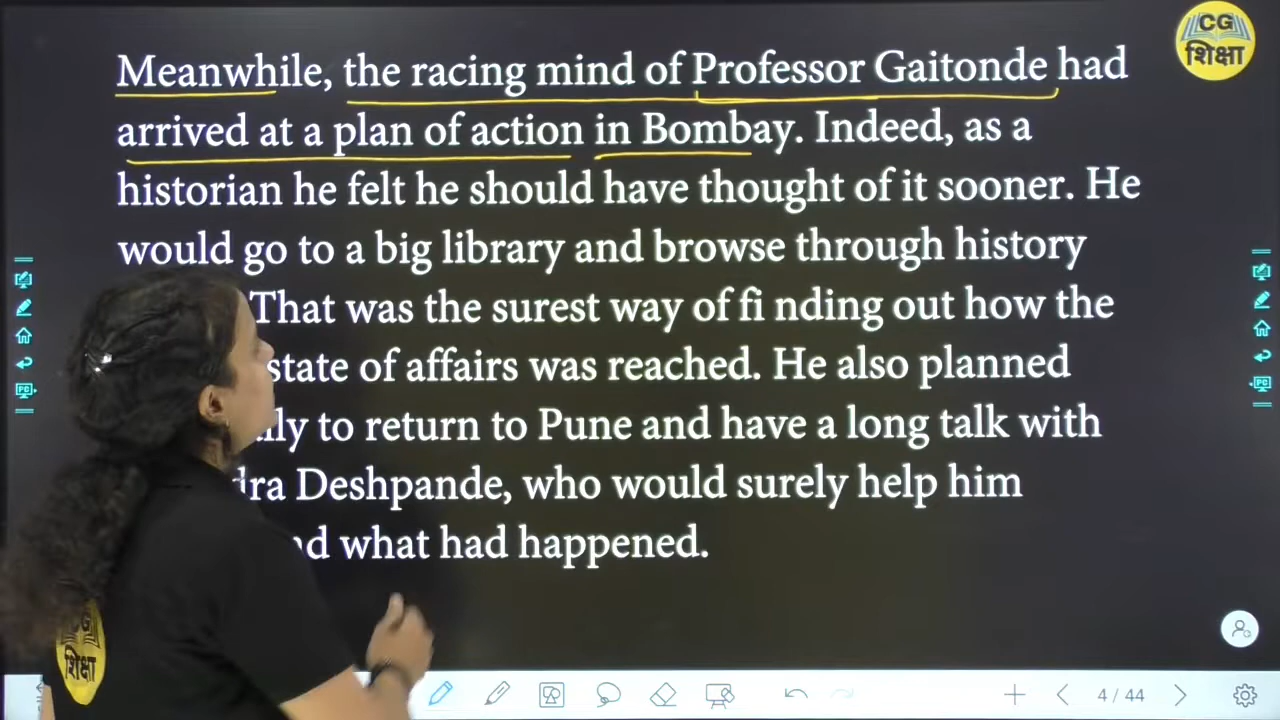 CG
शिक्षा
Meanwhile, the racing mind of Professor Gaitonde had
arrived at a plan of action in Bombay. Indeed, as a
historian he felt he should have thought of it sooner. He
would go to a big library and browse through history
That was the surest way of fi nding out how the
state of affairs was reached. He also planned
to return to Pune and have a long talk with
Deshpande, who would surely help him
what had happened.
CG
शिक्षा
4 / 44